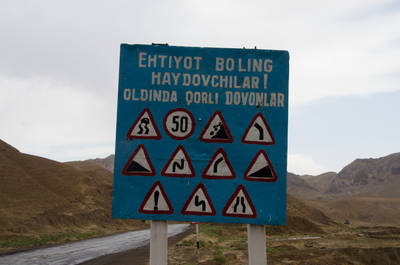 EHTIYOT BO'LING
HAYDOVCHILAR!
OLDINDA QORLI DOVONLAR
50